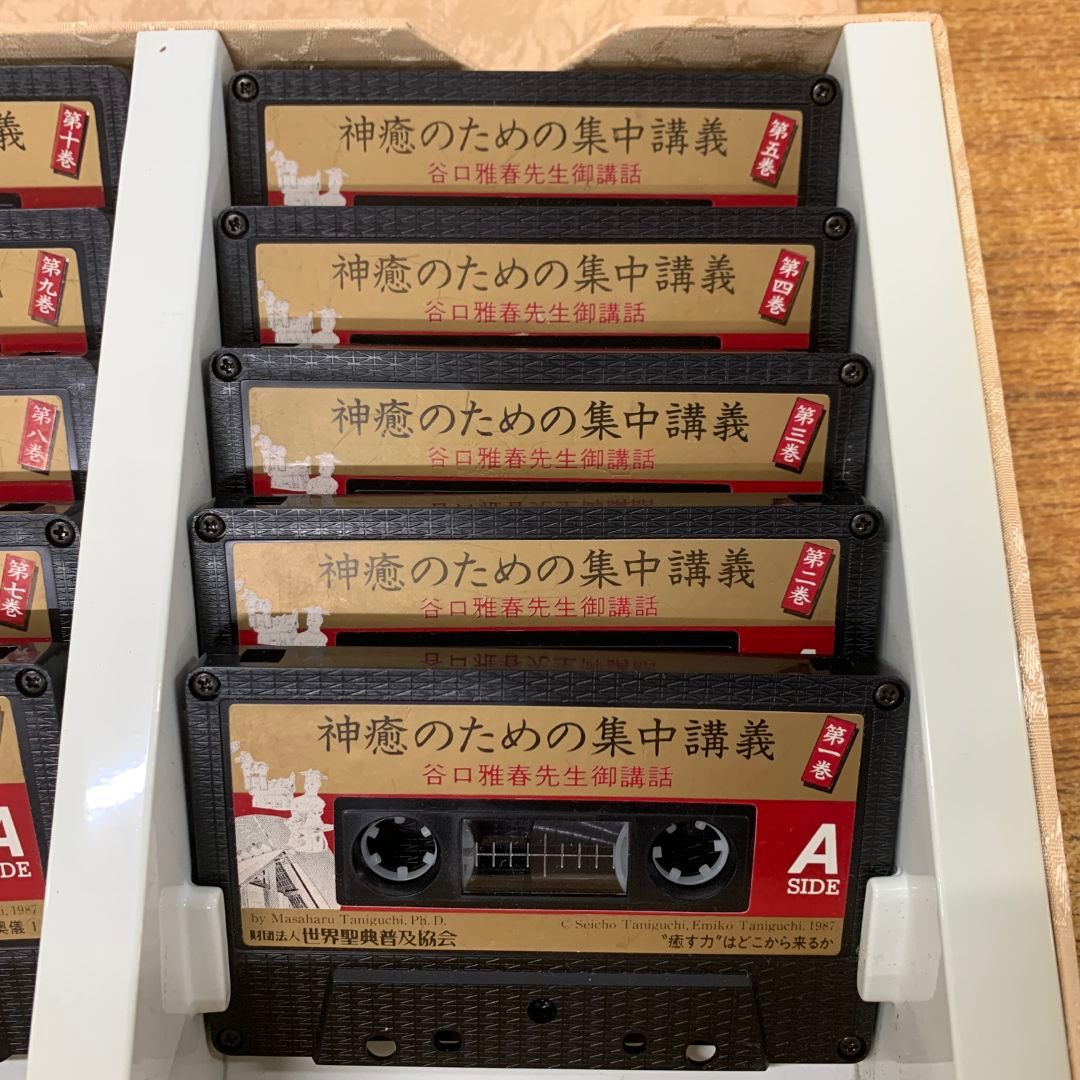 義
第十巻
第九巻
第八巻
第七巻
A
SIDE
, 1987
奥儀 1
神癒のための集中講義
第五巻
谷口雅春先生御講話
神癒のための集中講義
第四巻
谷口雅春先生御講話
神癒のための集中講義
第三巻
谷口雅春先生御講話
神癒のための集中講義
第二巻
谷口雅春先生御講話
神癒のための集中講義
第一巻
谷口雅春先生御講話
A
SIDE
by Masaharu Taniguchi, Ph. D.
© Seicho Taniguchi, Emiko Taniguchi, 1987
財団法人 世界聖典普及協会
“癒す力”はどこから来るか